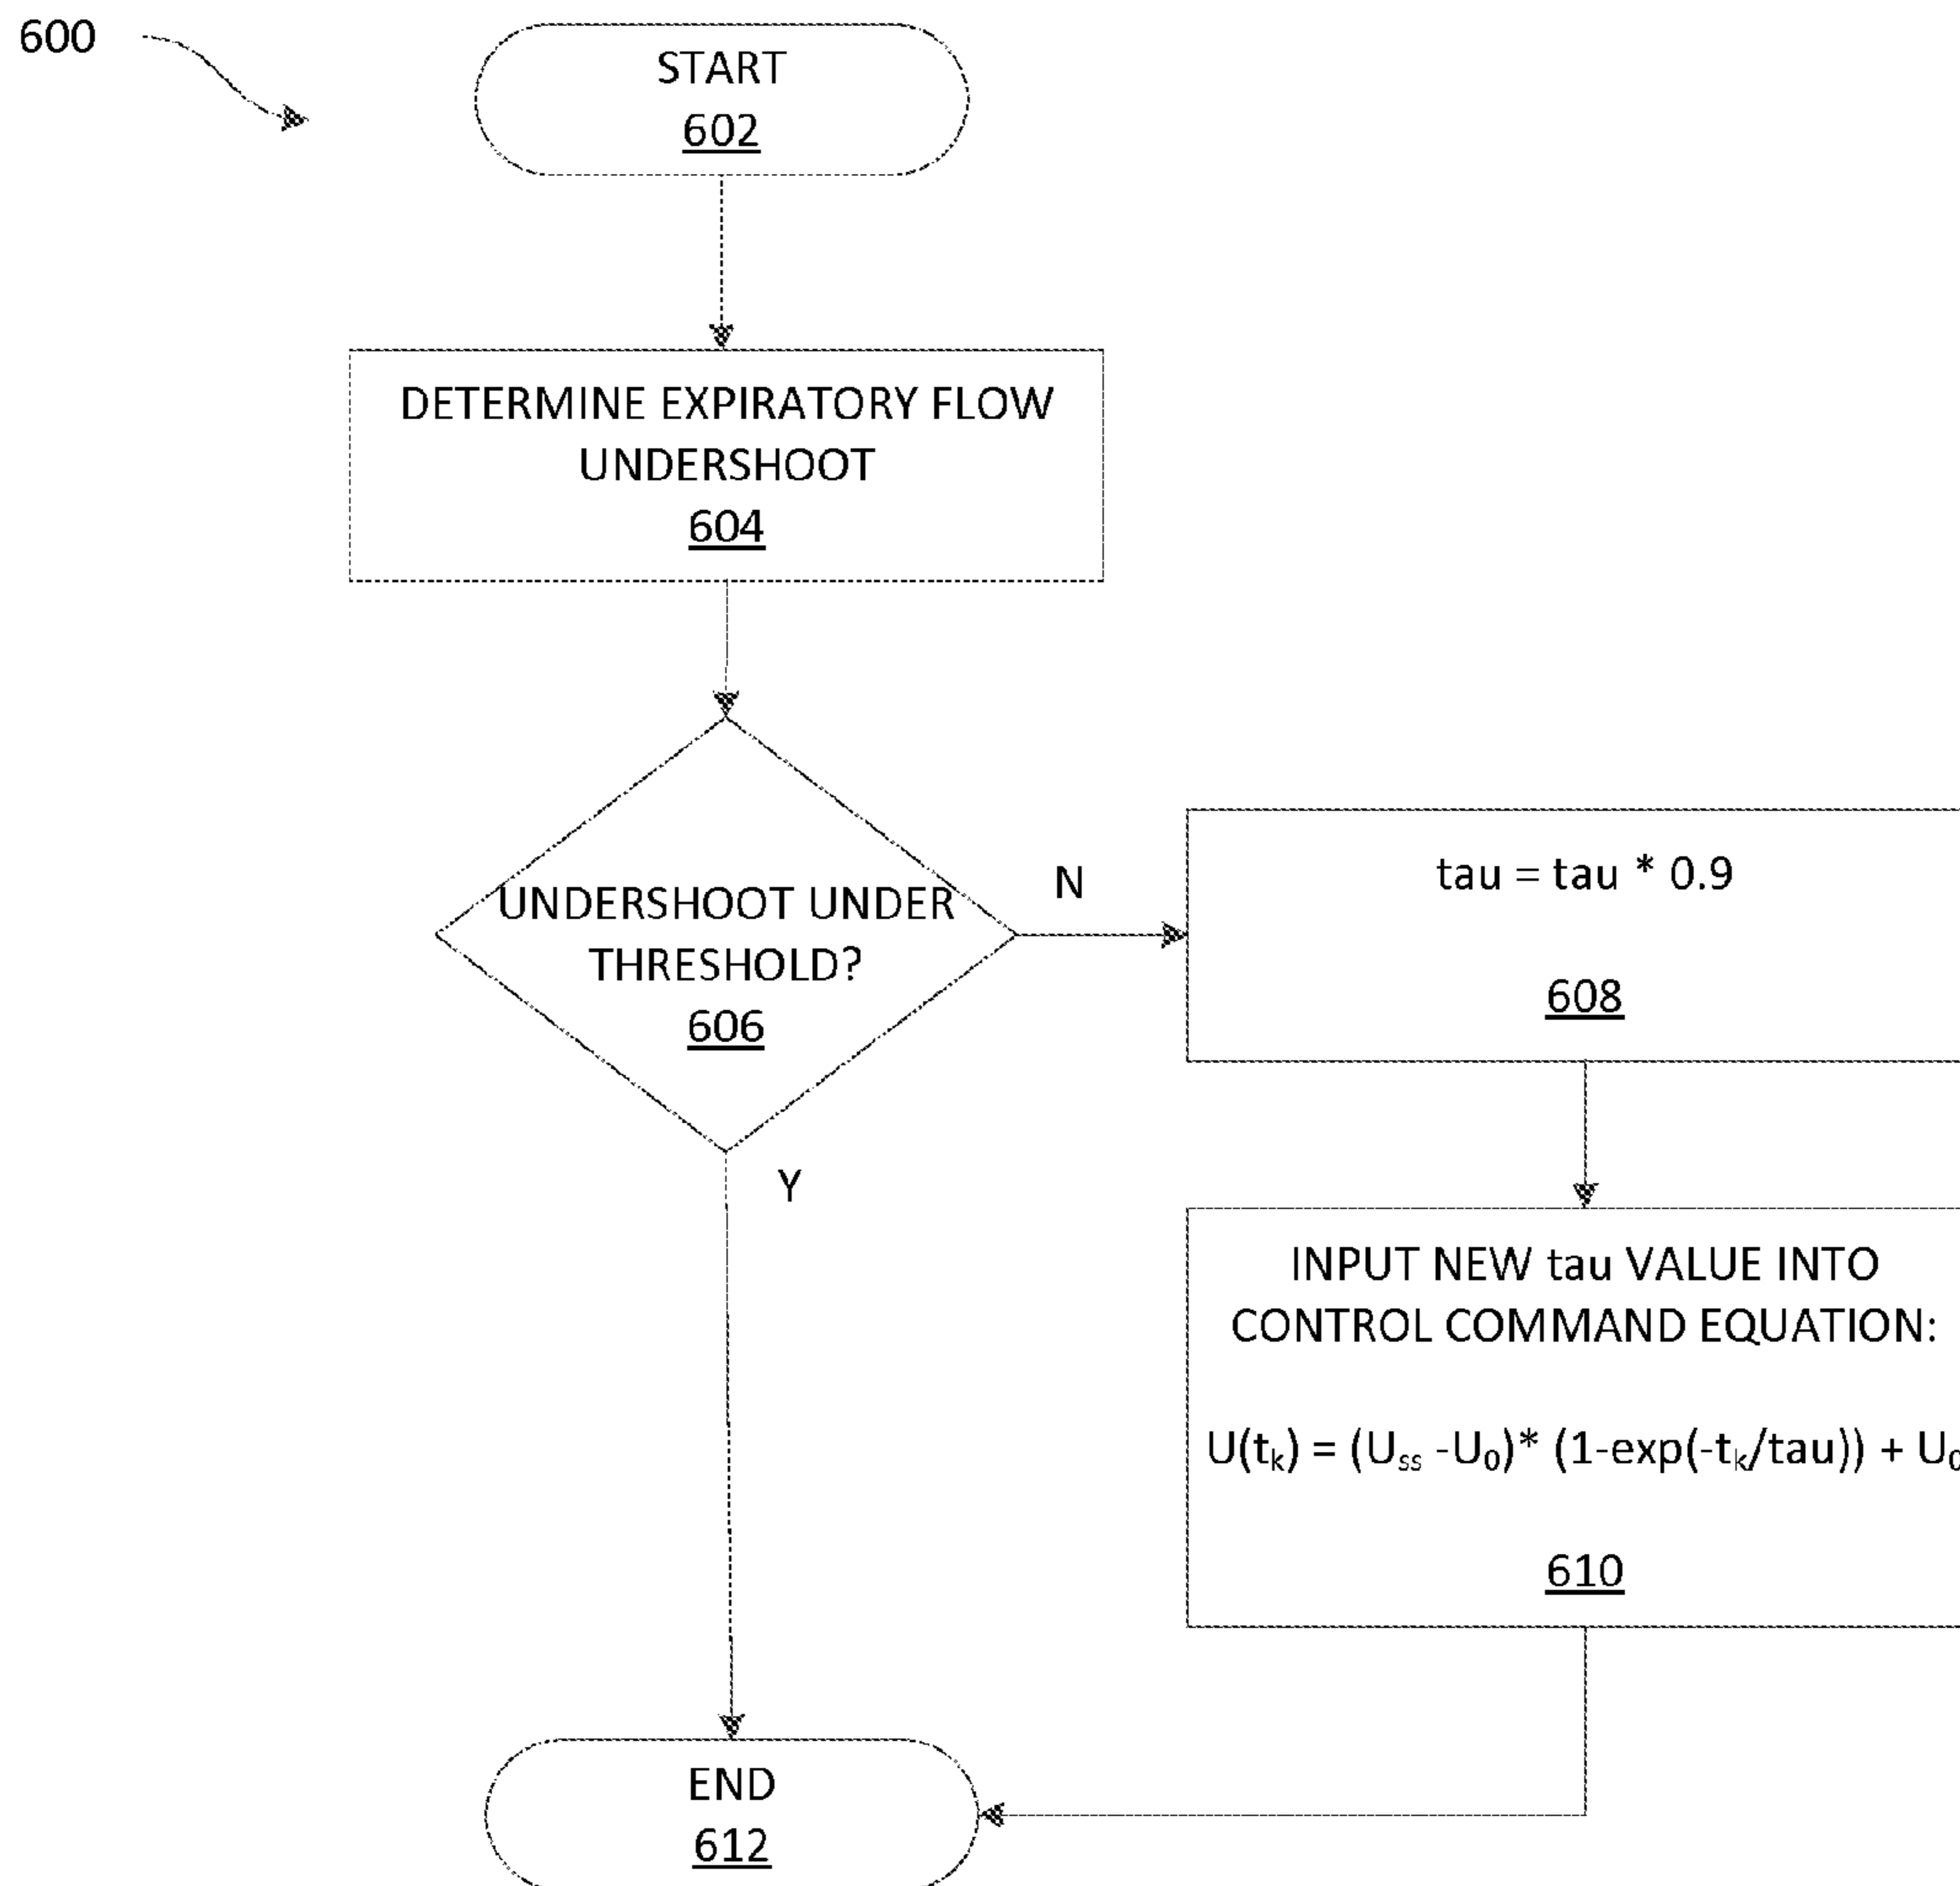 600
START
602
DETERMINE EXPIRATORY FLOW
UNDERSHOOT
604
UNDERSHOOT UNDER
THRESHOLD?
606
N
tau = tau * 0.9
608
Y
INPUT NEW tau VALUE INTO
CONTROL COMMAND EQUATION:
U(tₖ) = (Uₛₛ -U₀)* (1-exp(-tₖ/tau)) + U₀
610
END
612